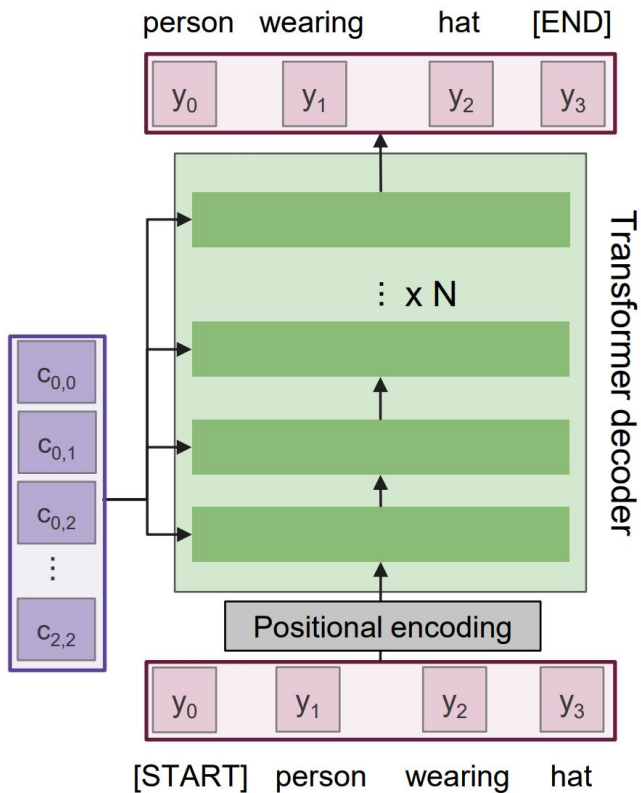 person wearing hat [END]
y0 y1 y2 y3
Transformer decoder
⋮ x N
c0,0
c0,1
c0,2
⋮
c2,2
Positional encoding
y0 y1 y2 y3
[START] person wearing hat